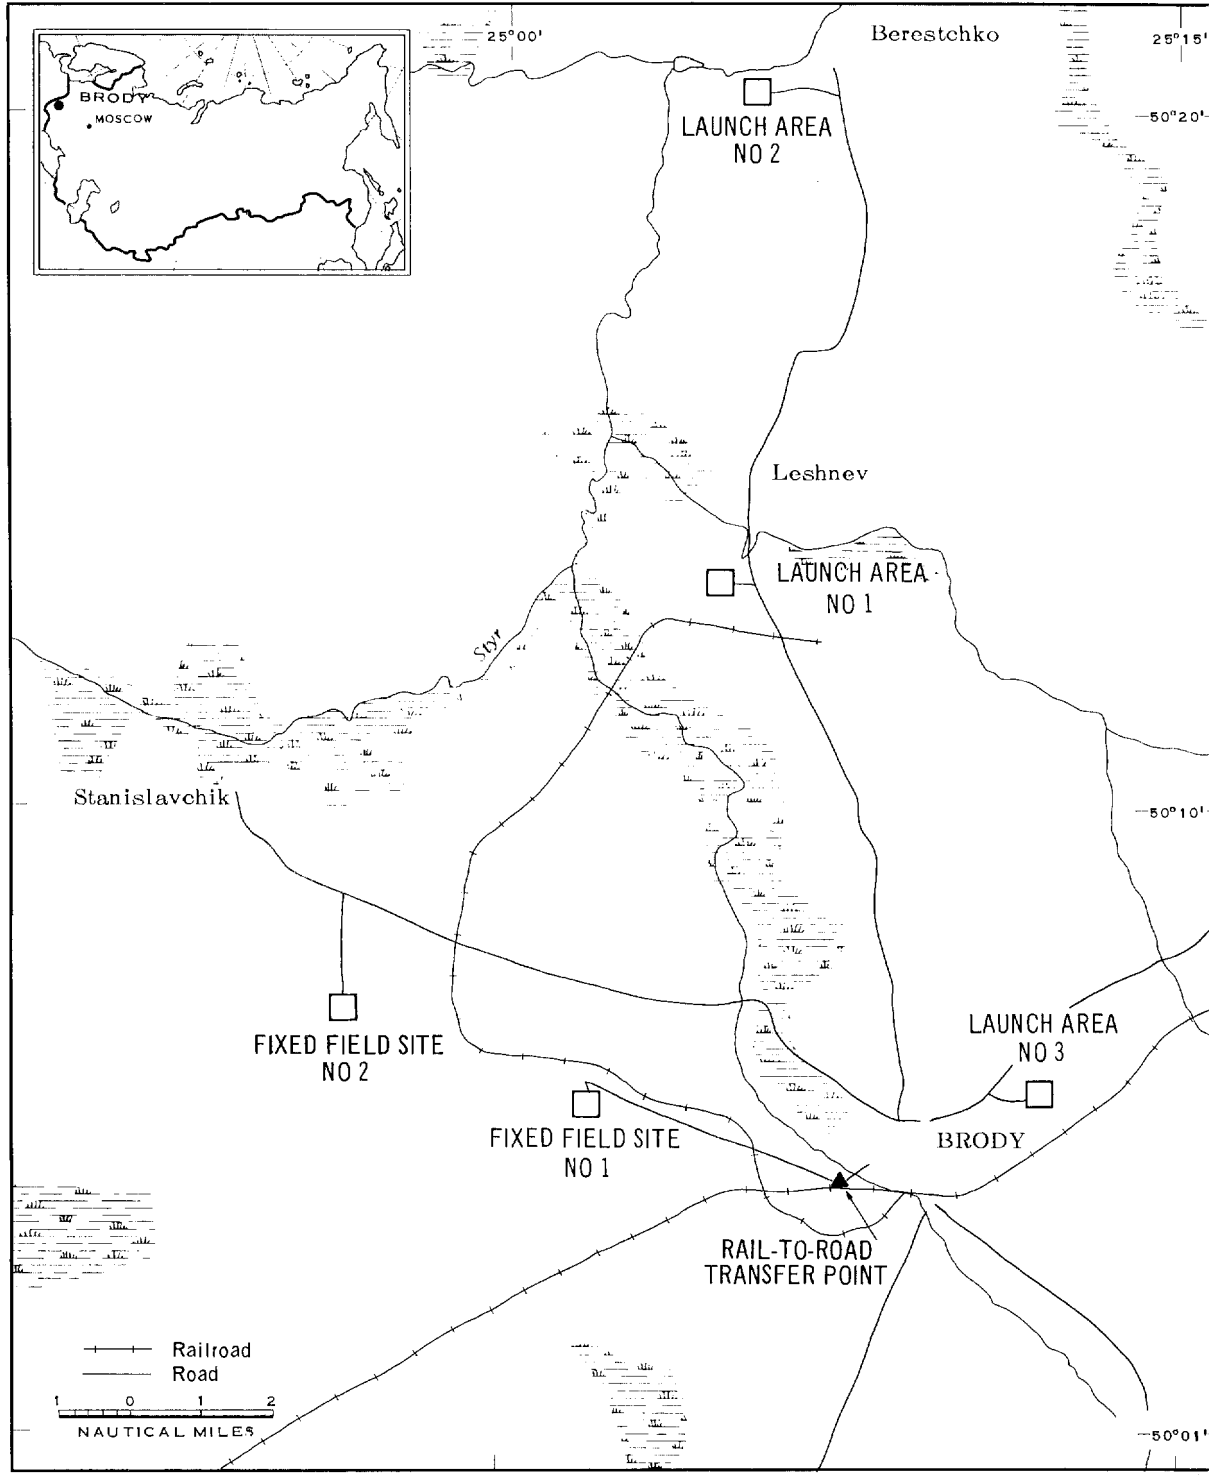 25°00'
Berestchko
25°15'
BRODY
MOSCOW
50°20'
LAUNCH AREA
NO 2
Leshnev
LAUNCH AREA
NO 1
Styr
Stanislavchik
50°10'
FIXED FIELD SITE
NO 2
LAUNCH AREA
NO 3
FIXED FIELD SITE
NO 1
BRODY
RAIL-TO-ROAD
TRANSFER POINT
Railroad
Road
1 0 1 2
NAUTICAL MILES
50°01'